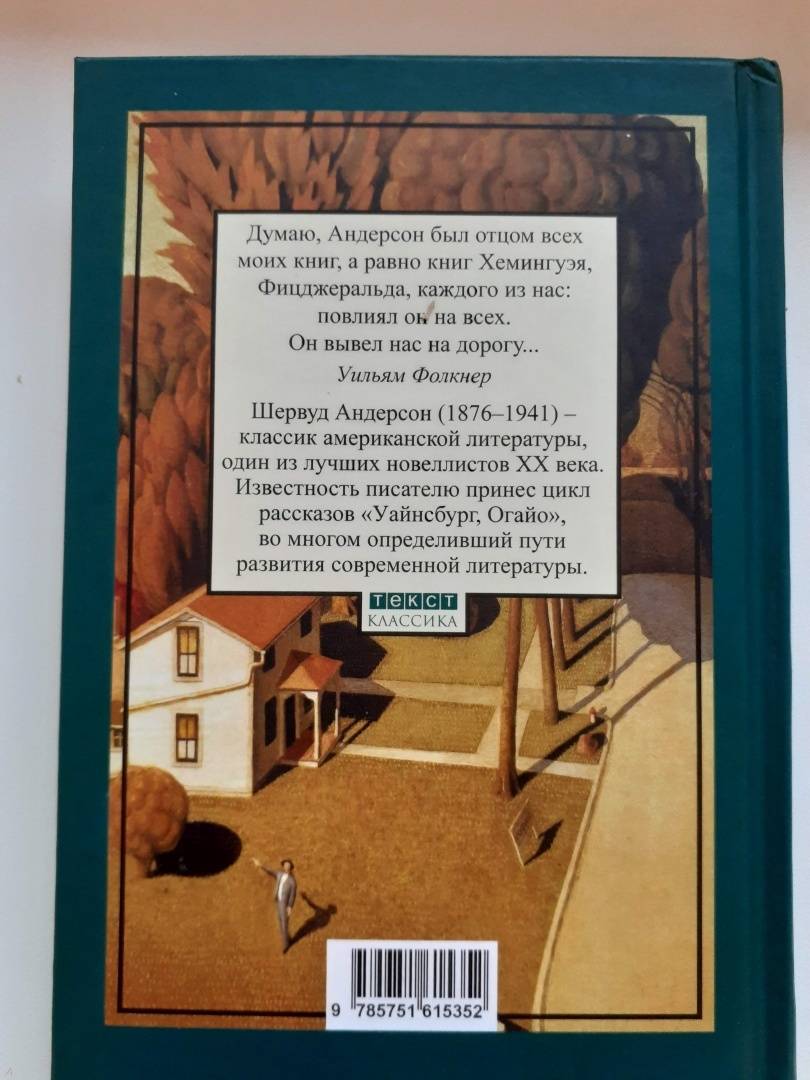 Думаю, Андерсон был отцом всех
моих книг, а равно книг Хемингуэя,
Фицджеральда, каждого из нас:
повлиял он на всех.
Он вывел нас на дорогу...
Уильям Фолкнер
Шервуд Андерсон (1876–1941) –
классик американской литературы,
один из лучших новеллистов XX века.
Известность писателю принес цикл
рассказов «Уайнсбург, Огайо»,
во многом определивший пути
развития современной литературы.
текст
КЛАССИКА
9 785751 615352